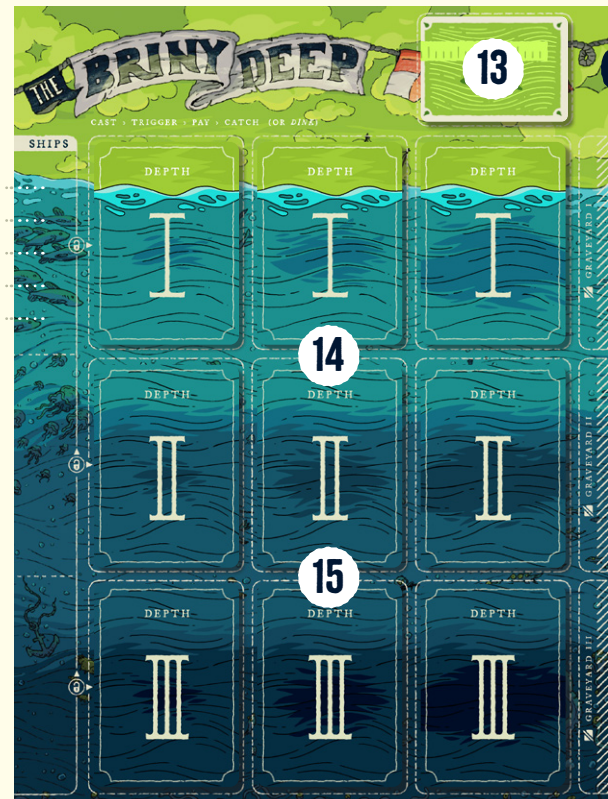 THE BRINY DEEP
13
CAST › TRIGGER › PAY › CATCH (OR DINK)
SHIPS
DEPTH DEPTH DEPTH
I I I
GRAVEYARD
14
DEPTH DEPTH DEPTH
II II II
GRAVEYARD II
15
DEPTH DEPTH DEPTH
III III III
GRAVEYARD III